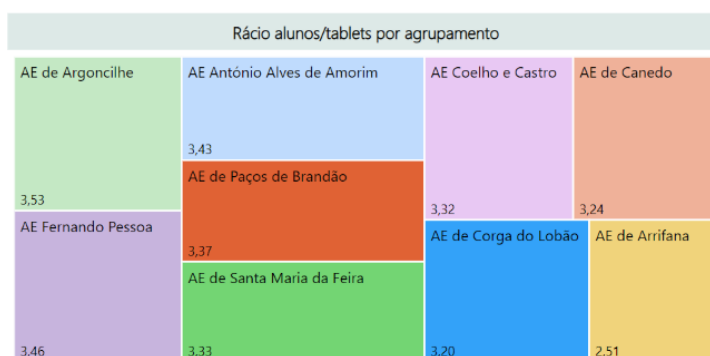 Rácio alunos/tablets por agrupamento
AE de Argoncilhe
3,53
AE Fernando Pessoa
3,46
AE António Alves de Amorim
3,43
AE de Paços de Brandão
3,37
AE de Santa Maria da Feira
3,33
AE Coelho e Castro
3,32
AE de Canedo
3,24
AE de Corga do Lobão
3,20
AE de Arrifana
2,51